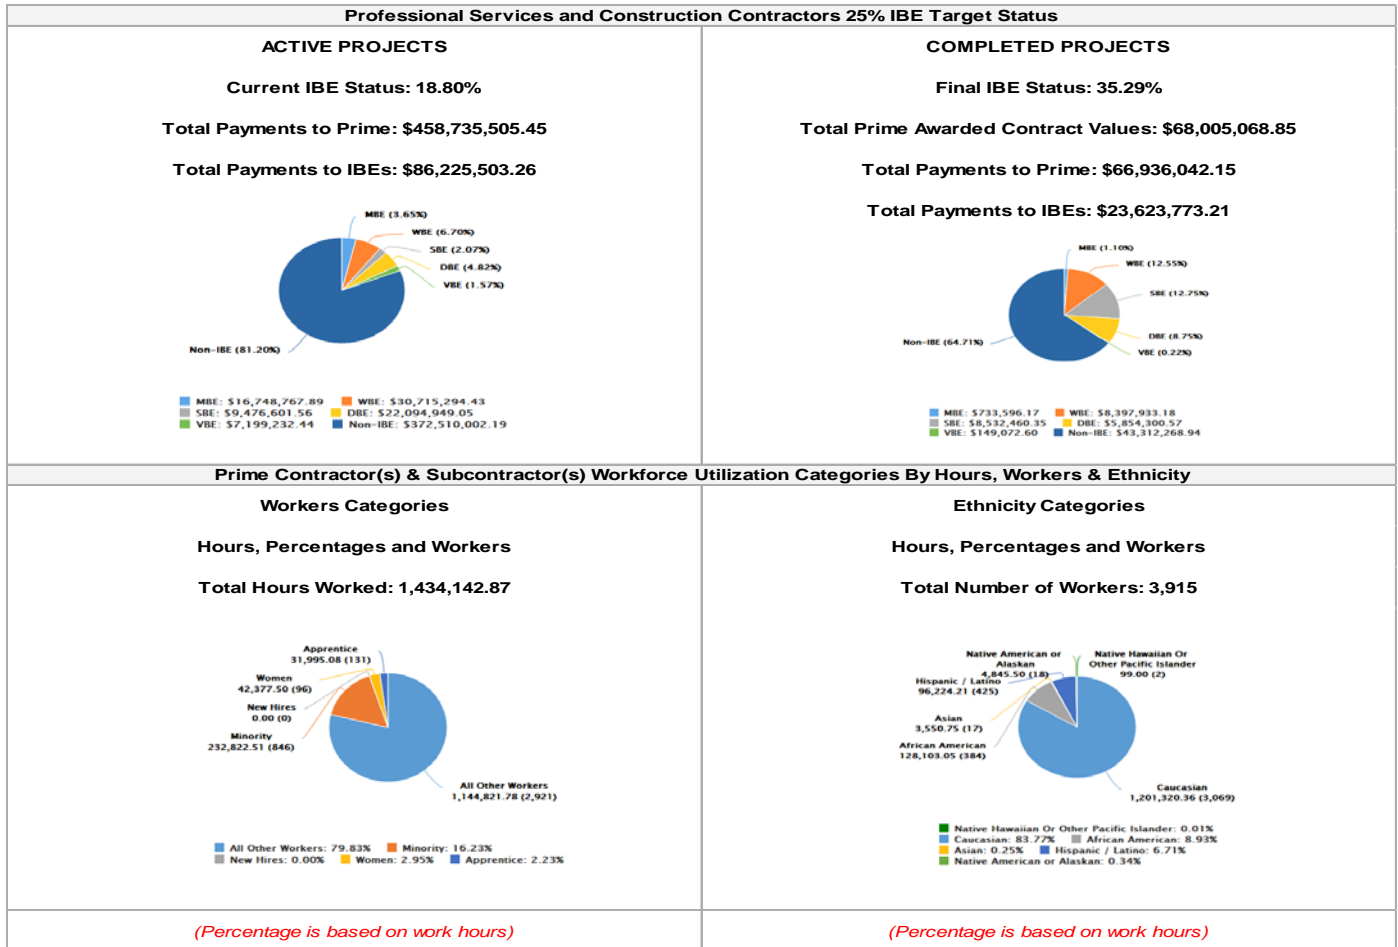 Professional Services and Construction Contractors 25% IBE Target Status
ACTIVE PROJECTS
Current IBE Status: 18.80%
Total Payments to Prime: $458,735,505.45
Total Payments to IBEs: $86,225,503.26
MBE (3.65%)
WBE (6.70%)
SBE (2.07%)
DBE (4.82%)
VBE (1.57%)
Non-IBE (81.20%)
MBE: $16,748,767.89 WBE: $30,715,294.43
SBE: $9,476,601.56 DBE: $22,094,949.05
VBE: $7,199,232.44 Non-IBE: $372,510,002.19
COMPLETED PROJECTS
Final IBE Status: 35.29%
Total Prime Awarded Contract Values: $68,005,068.85
Total Payments to Prime: $66,936,042.15
Total Payments to IBEs: $23,623,773.21
MBE (1.10%)
WBE (12.55%)
SBE (12.75%)
DBE (8.75%)
VBE (0.22%)
Non-IBE (64.71%)
MBE: $733,596.17 WBE: $8,397,933.18
SBE: $8,532,460.35 DBE: $5,854,300.57
VBE: $149,072.60 Non-IBE: $43,312,268.94
Prime Contractor(s) & Subcontractor(s) Workforce Utilization Categories By Hours, Workers & Ethnicity
Workers Categories
Hours, Percentages and Workers
Total Hours Worked: 1,434,142.87
Apprentice
31,995.08 (131)
Women
42,377.50 (96)
New Hires
0.00 (0)
Minority
232,822.51 (846)
All Other Workers
1,144,821.78 (2,921)
All Other Workers: 79.83% Minority: 16.23%
New Hires: 0.00% Women: 2.95% Apprentice: 2.23%
(Percentage is based on work hours)
Ethnicity Categories
Hours, Percentages and Workers
Total Number of Workers: 3,915
Native American or
Alaskan
4,845.50 (18)
Native Hawaiian Or
Other Pacific Islander
99.00 (2)
Hispanic / Latino
96,224.21 (425)
Asian
3,550.75 (17)
African American
128,103.05 (384)
Caucasian
1,201,320.36 (3,069)
Native Hawaiian Or Other Pacific Islander: 0.01%
Caucasian: 83.77% African American: 8.93%
Asian: 0.25% Hispanic / Latino: 6.71%
Native American or Alaskan: 0.34%
(Percentage is based on work hours)